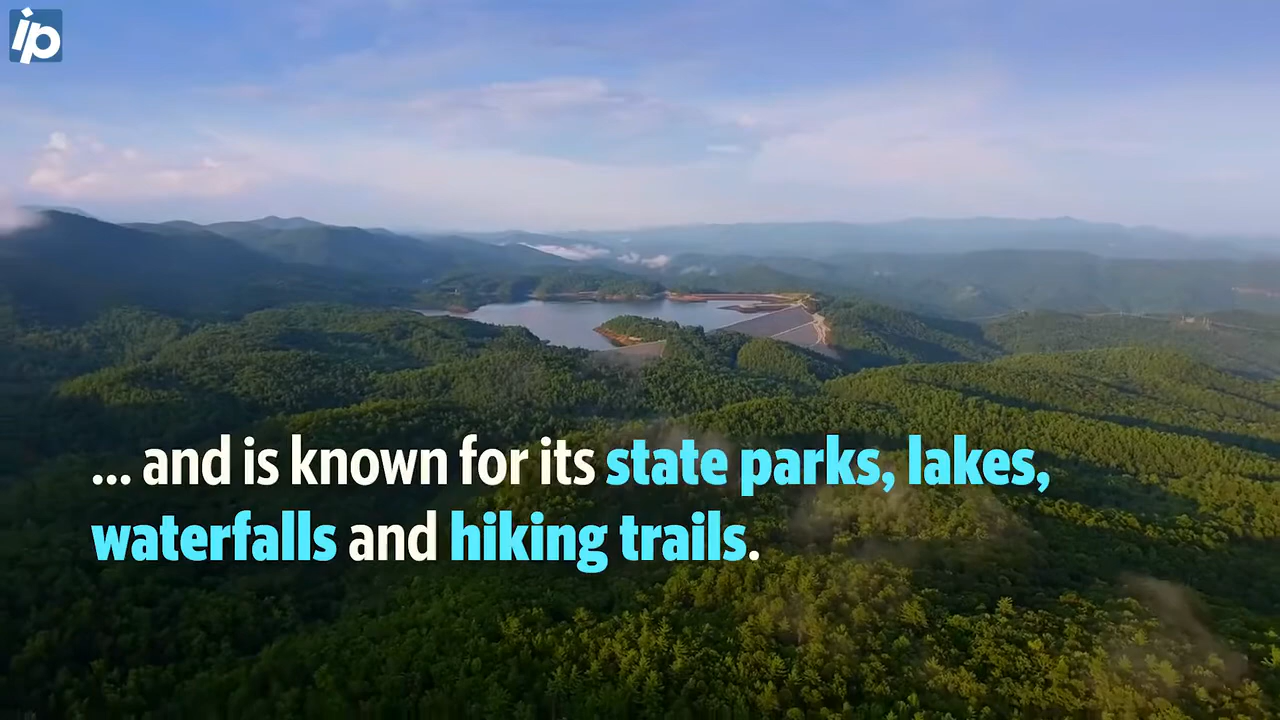 ip
... and is known for its state parks, lakes,
waterfalls and hiking trails.